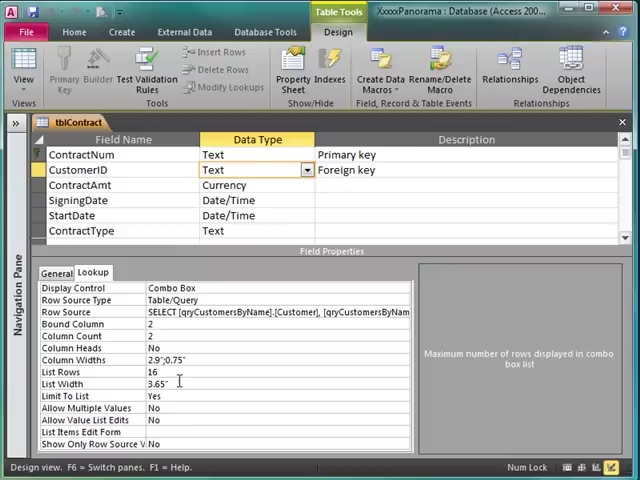 Table Tools
XxxxxPanorama : Database (Access 200...
File
Home
Create
External Data
Database Tools
Design
View
Primary Key
Builder
Test Validation Rules
Insert Rows
Delete Rows
Modify Lookups
Property Sheet
Indexes
Create Data Macros
Rename/Delete Macro
Relationships
Object Dependencies
Views
Tools
Show/Hide
Field, Record & Table Events
Relationships
tblContract
Field Name Data Type Description
ContractNum Text Primary key
CustomerID Text Foreign key
ContractAmt Currency
SigningDate Date/Time
StartDate Date/Time
ContractType Text
Field Properties
General Lookup
Display Control Combo Box
Row Source Type Table/Query
Row Source SELECT [qryCustomersByName].[Customer], [qryCustomersByNam
Bound Column 2
Column Count 2
Column Heads No
Column Widths 2.9";0.75"
List Rows 16
List Width 3.65"
Limit To List Yes
Allow Multiple Values No
Allow Value List Edits No
List Items Edit Form
Show Only Row Source V No
Maximum number of rows displayed in combo box list
Navigation Pane
Design view. F6 = Switch panes. F1 = Help.
Num Lock